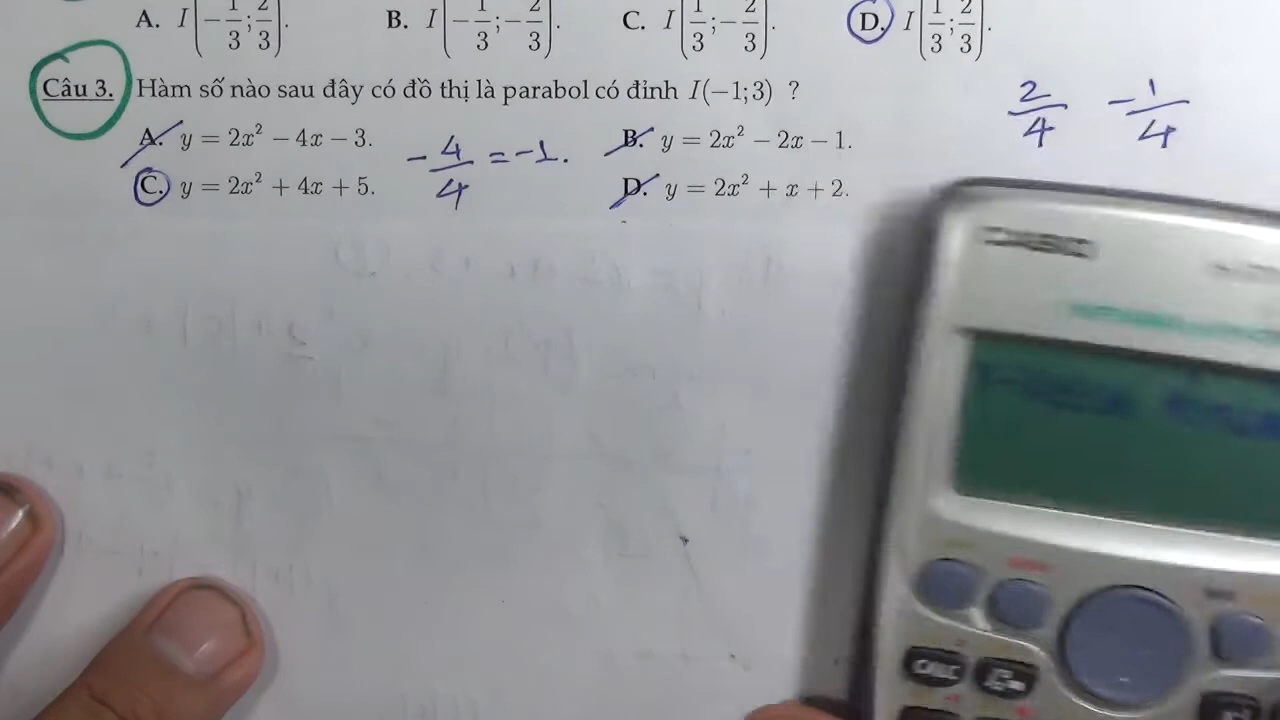 A. I(-1/3; 2/3). B. I(-1/3; -2/3). C. I(1/3; -2/3). D. I(1/3; 2/3).
Câu 3. Hàm số nào sau đây có đồ thị là parabol có đỉnh I(−1;3) ?
2/4 -1/4
A. y = 2x² − 4x − 3. B. y = 2x² − 2x − 1.
-4/4 = -1.
C. y = 2x² + 4x + 5. D. y = 2x² + x + 2.
CASIO
CALC